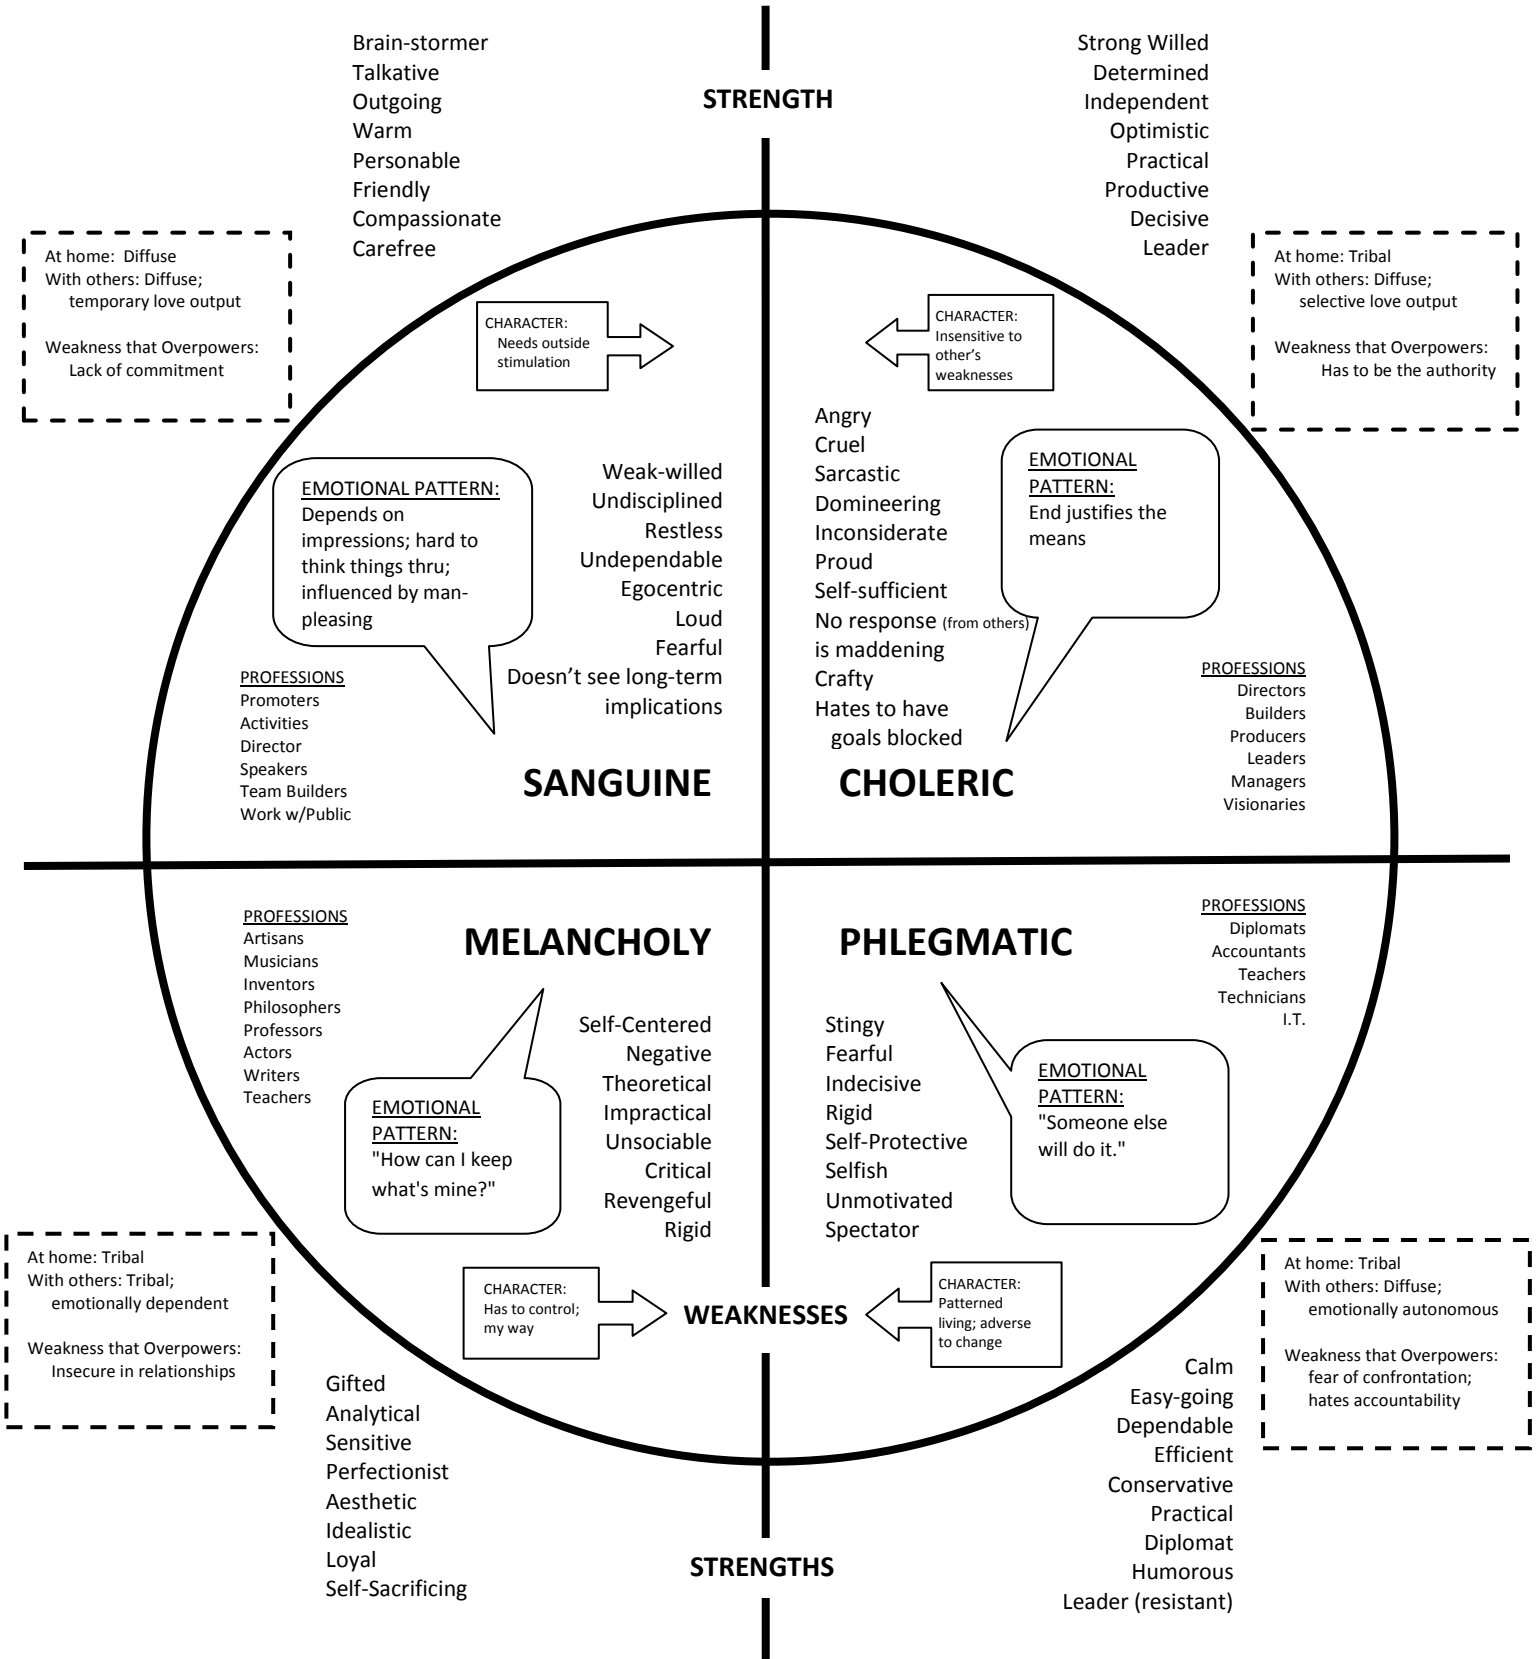 STRENGTH
Brain-stormer
Talkative
Outgoing
Warm
Personable
Friendly
Compassionate
Carefree
At home:  Diffuse
With others: Diffuse;
temporary love output
Weakness that Overpowers:
Lack of commitment
CHARACTER:
Needs outside
stimulation
EMOTIONAL PATTERN:
Depends on
impressions; hard to
think things thru;
influenced by man-
pleasing
Weak-willed
Undisciplined
Restless
Undependable
Egocentric
Loud
Fearful
Doesn't see long-term
implications
PROFESSIONS
Promoters
Activities
Director
Speakers
Team Builders
Work w/Public
SANGUINE
Strong Willed
Determined
Independent
Optimistic
Practical
Productive
Decisive
Leader
At home: Tribal
With others: Diffuse;
selective love output
Weakness that Overpowers:
Has to be the authority
CHARACTER:
Insensitive to
other's
weaknesses
Angry
Cruel
Sarcastic
Domineering
Inconsiderate
Proud
Self-sufficient
No response (from others)
is maddening
Crafty
Hates to have
goals blocked
EMOTIONAL
PATTERN:
End justifies the
means
PROFESSIONS
Directors
Builders
Producers
Leaders
Managers
Visionaries
CHOLERIC
MELANCHOLY
PROFESSIONS
Artisans
Musicians
Inventors
Philosophers
Professors
Actors
Writers
Teachers
EMOTIONAL
PATTERN:
"How can I keep
what's mine?"
Self-Centered
Negative
Theoretical
Impractical
Unsociable
Critical
Revengeful
Rigid
CHARACTER:
Has to control;
my way
At home: Tribal
With others: Tribal;
emotionally dependent
Weakness that Overpowers:
Insecure in relationships
Gifted
Analytical
Sensitive
Perfectionist
Aesthetic
Idealistic
Loyal
Self-Sacrificing
PHLEGMATIC
PROFESSIONS
Diplomats
Accountants
Teachers
Technicians
I.T.
Stingy
Fearful
Indecisive
Rigid
Self-Protective
Selfish
Unmotivated
Spectator
EMOTIONAL
PATTERN:
"Someone else
will do it."
WEAKNESSES
CHARACTER:
Patterned
living; adverse
to change
At home: Tribal
With others: Diffuse;
emotionally autonomous
Weakness that Overpowers:
fear of confrontation;
hates accountability
Calm
Easy-going
Dependable
Efficient
Conservative
Practical
Diplomat
Humorous
Leader (resistant)
STRENGTHS